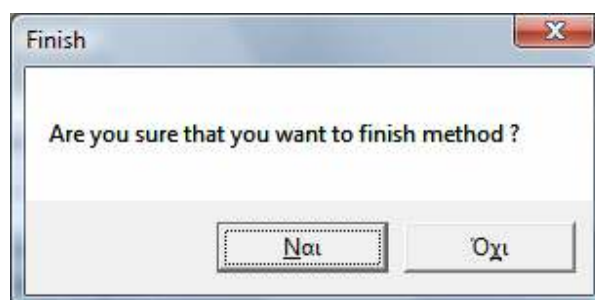 Finish
Are you sure that you want to finish method ?
Ναι
Όχι